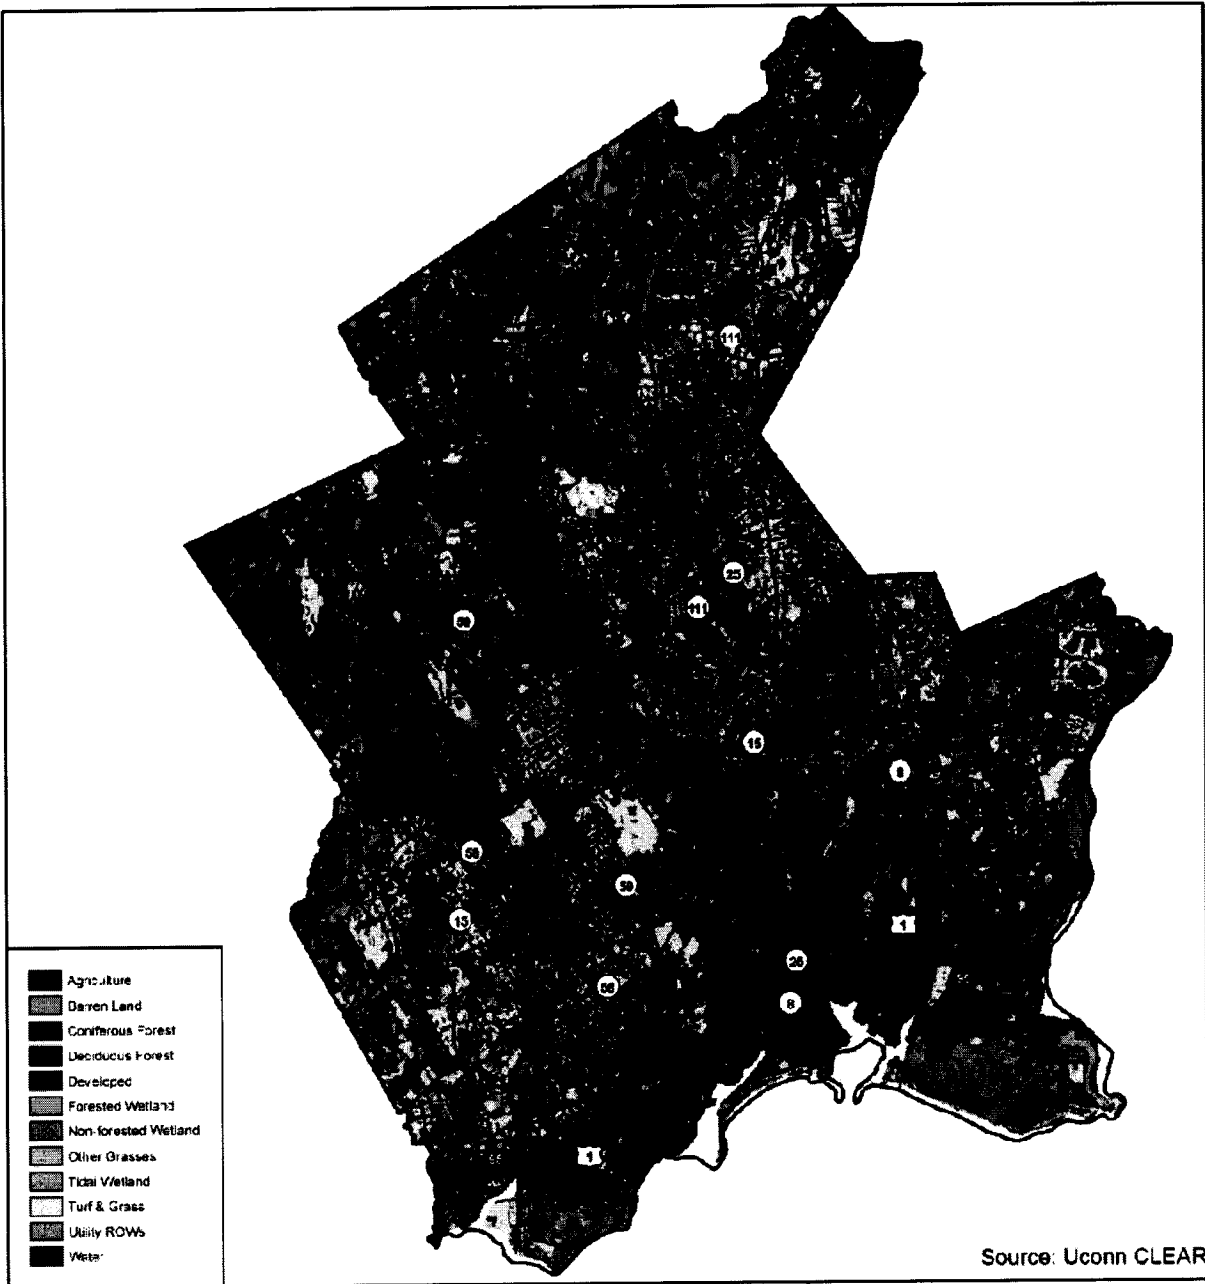 111
25
111
15
8
59
15
1
25
8
1
Agriculture
Barren Land
Coniferous Forest
Deciduous Forest
Developed
Forested Wetland
Non-forested Wetland
Other Grasses
Tidal Wetland
Turf & Grass
Utility ROWs
Water
Source: Uconn CLEAR